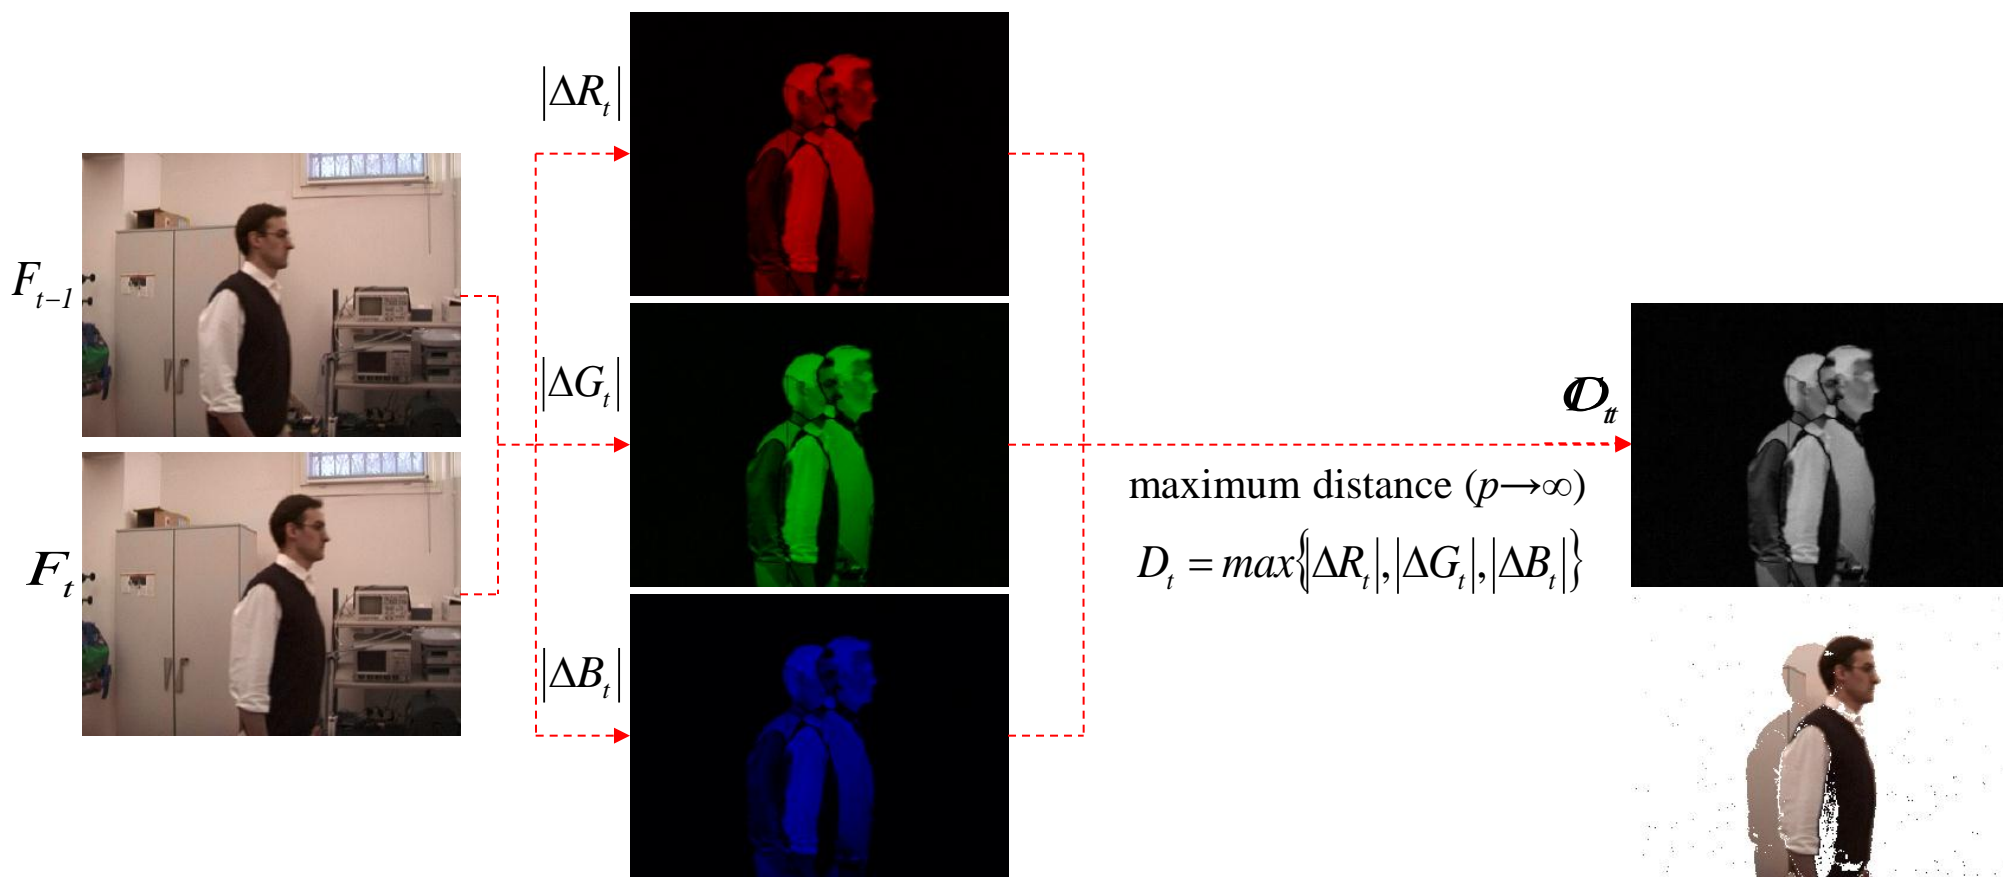 |ΔR_t|
F_{t-1}
|ΔG_t|
D_t
maximum distance (p→∞)
F_t
D_t = max{|ΔR_t|,|ΔG_t|,|ΔB_t|}
|ΔB_t|